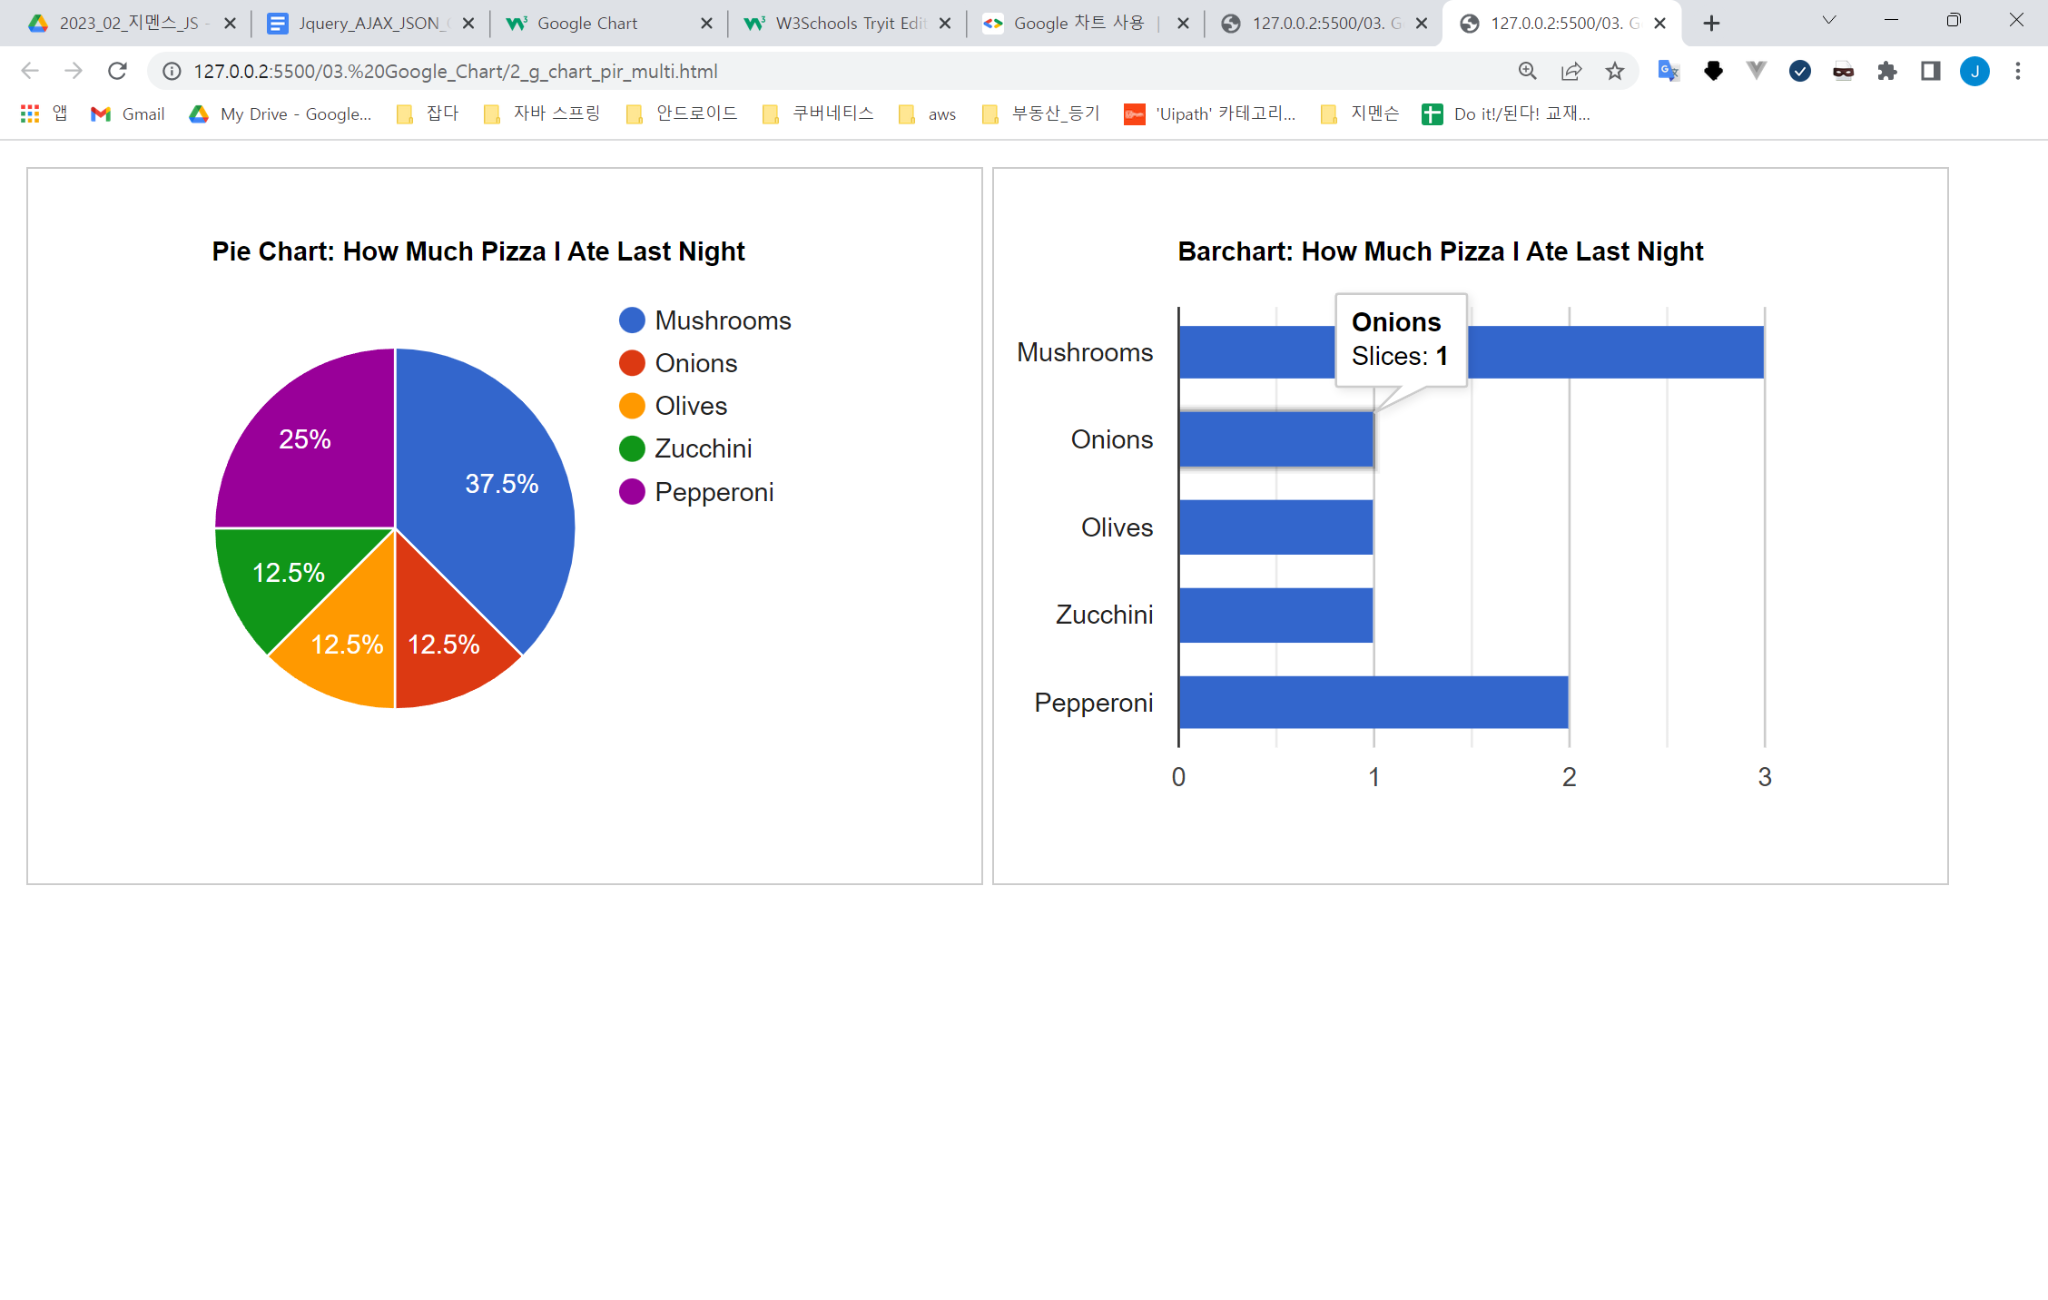 2023_02_지멘스_JS -
Jquery_AJAX_JSON_
Google Chart
W3Schools Tryit Edit
Google 차트 사용 |
127.0.0.2:5500/03. G
127.0.0.2:5500/03. G
127.0.0.2:5500/03.%20Google_Chart/2_g_chart_pir_multi.html
J
앱
Gmail
My Drive - Google...
잡다
자바 스프링
안드로이드
쿠버네티스
aws
부동산_등기
'Uipath' 카테고리...
지멘슨
Do it!/된다! 교재...
Pie Chart: How Much Pizza I Ate Last Night
Mushrooms
Onions
Olives
Zucchini
Pepperoni
25%
37.5%
12.5%
12.5%
12.5%
Barchart: How Much Pizza I Ate Last Night
Onions
Slices: 1
Mushrooms
Onions
Olives
Zucchini
Pepperoni
0
1
2
3